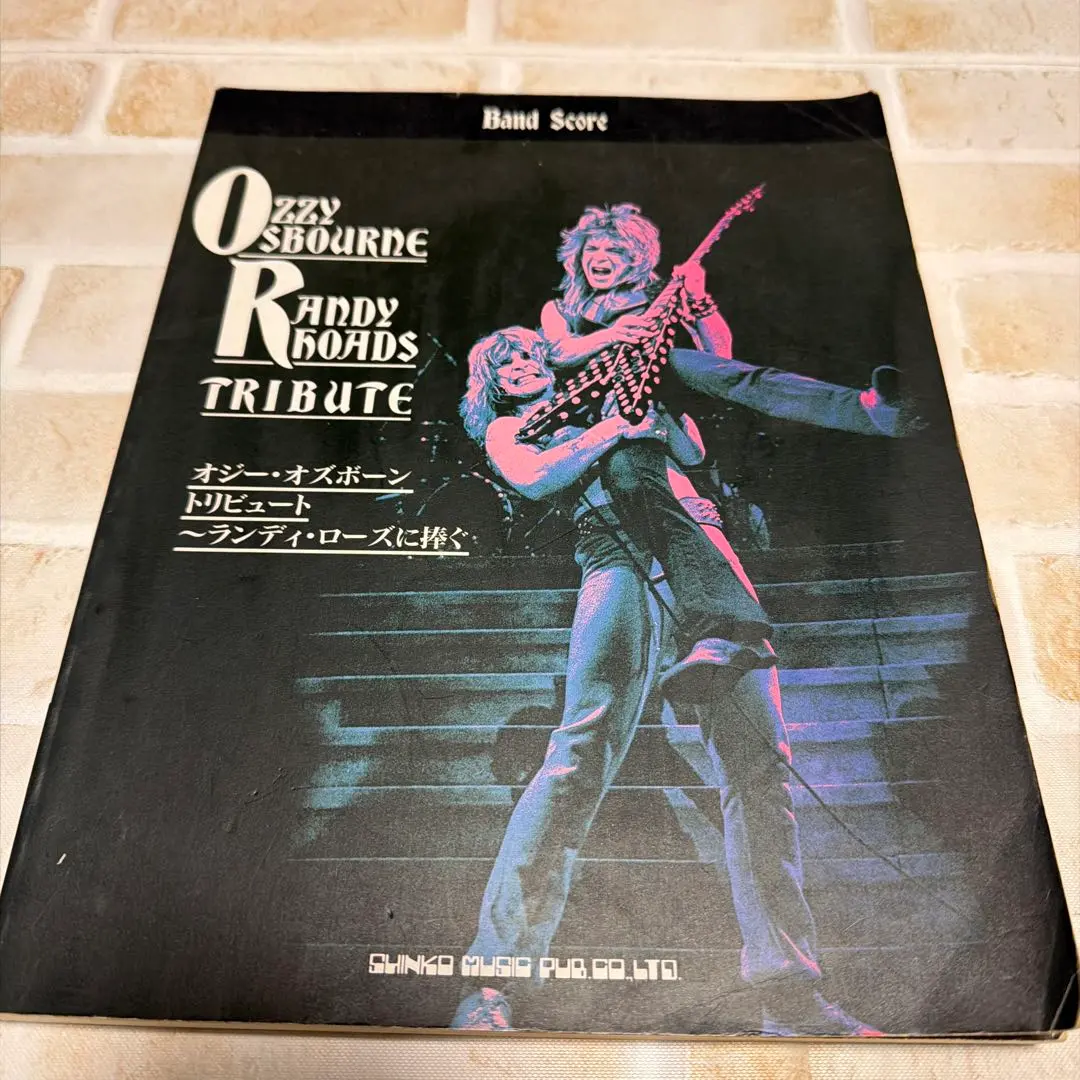 Band Score
OZZY
OSBOURNE
RANDY
RHOADS
TRIBUTE
オジー・オズボーン
トリビュート
〜ランディ・ローズに捧ぐ
SHINKO MUSIC PUB. CO., LTD.